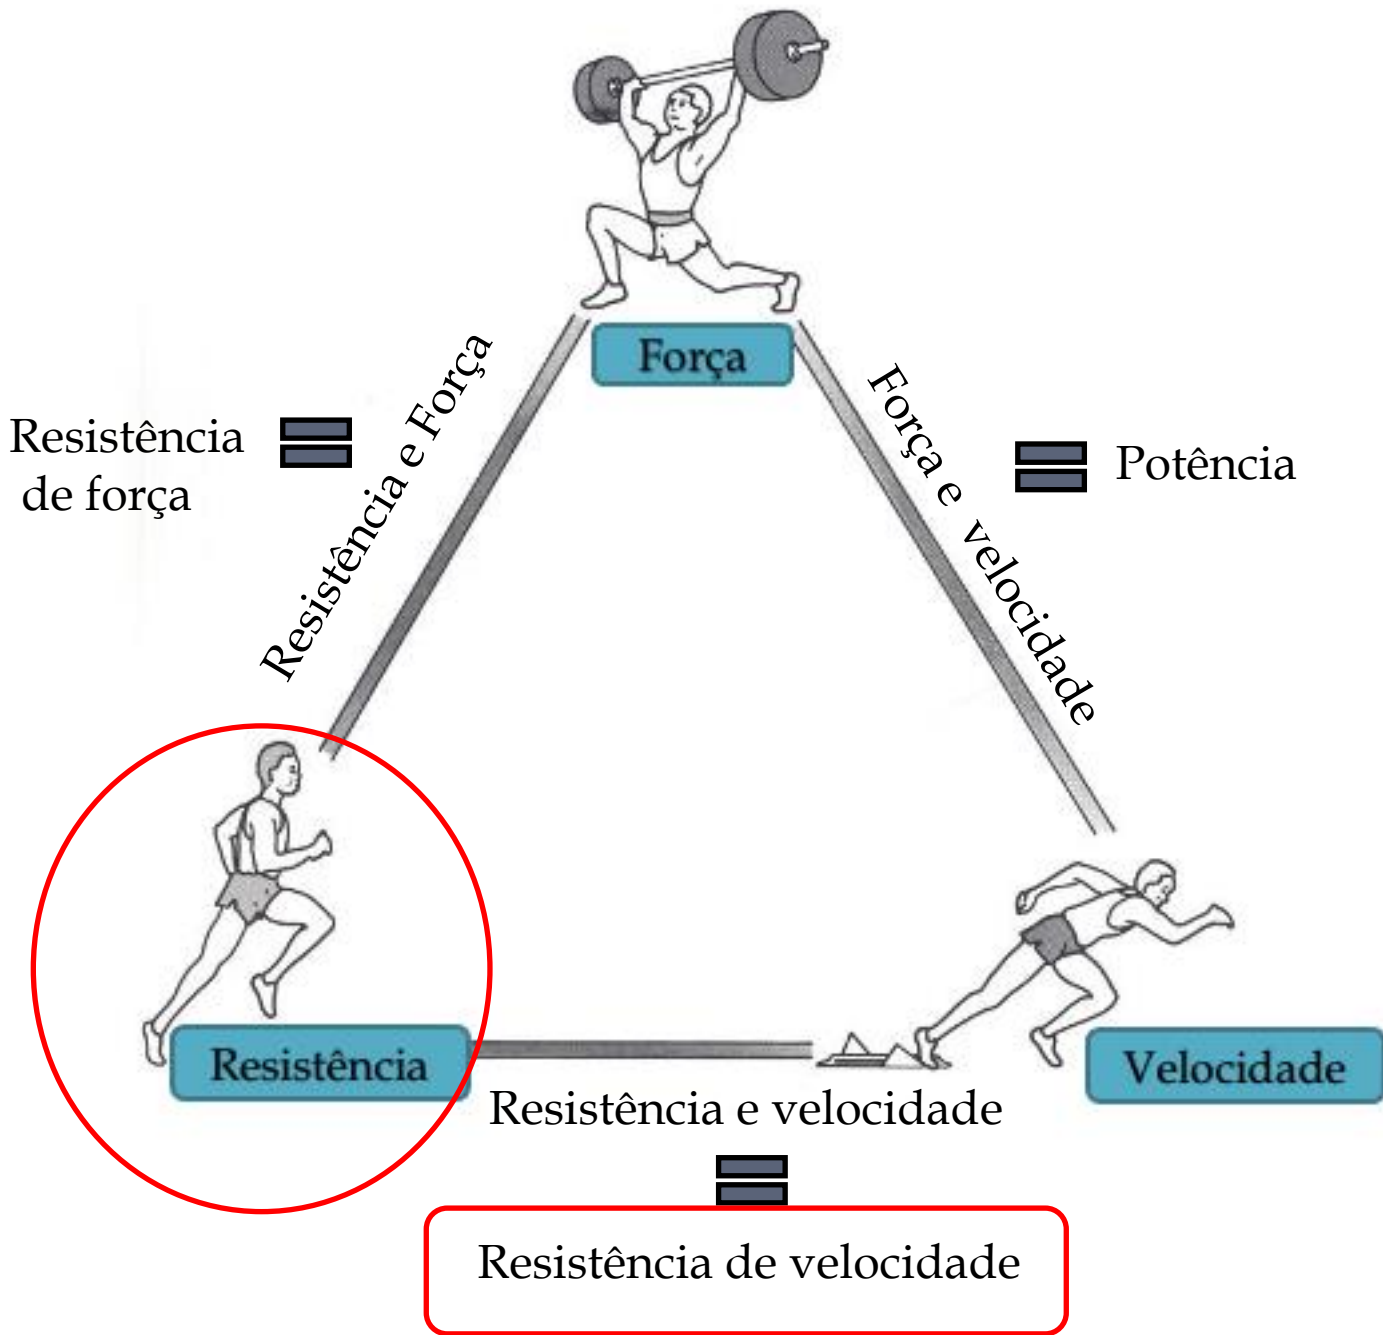 Força
Resistência e Força
Força e velocidade
Resistência
de força
Potência
Resistência
Velocidade
Resistência e velocidade
Resistência de velocidade